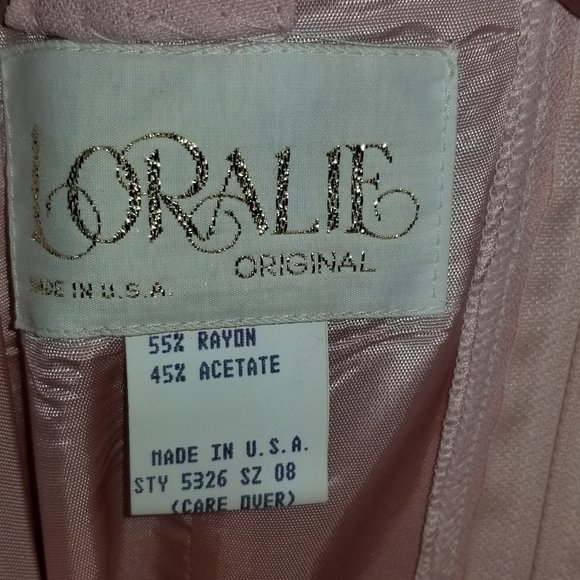 LORALIE
ORIGINAL
MADE IN U.S.A.
55% RAYON
45% ACETATE
MADE IN U.S.A.
STY 5326 SZ 08
(CARE OVER)